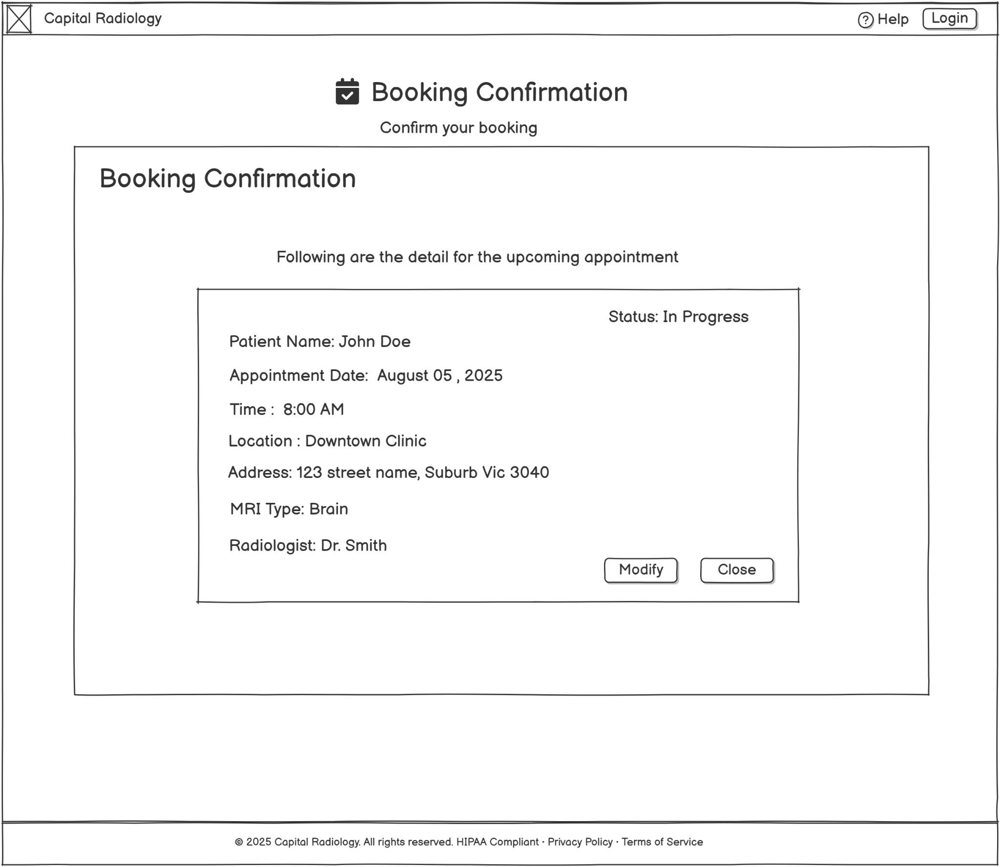 Capital Radiology
? Help
Login
Booking Confirmation
Confirm your booking
Booking Confirmation
Following are the detail for the upcoming appointment
Status: In Progress
Patient Name: John Doe
Appointment Date:  August 05 , 2025
Time :  8:00 AM
Location : Downtown Clinic
Address: 123 street name, Suburb Vic 3040
MRI Type: Brain
Radiologist: Dr. Smith
Modify
Close
© 2025 Capital Radiology. All rights reserved. HIPAA Compliant · Privacy Policy · Terms of Service